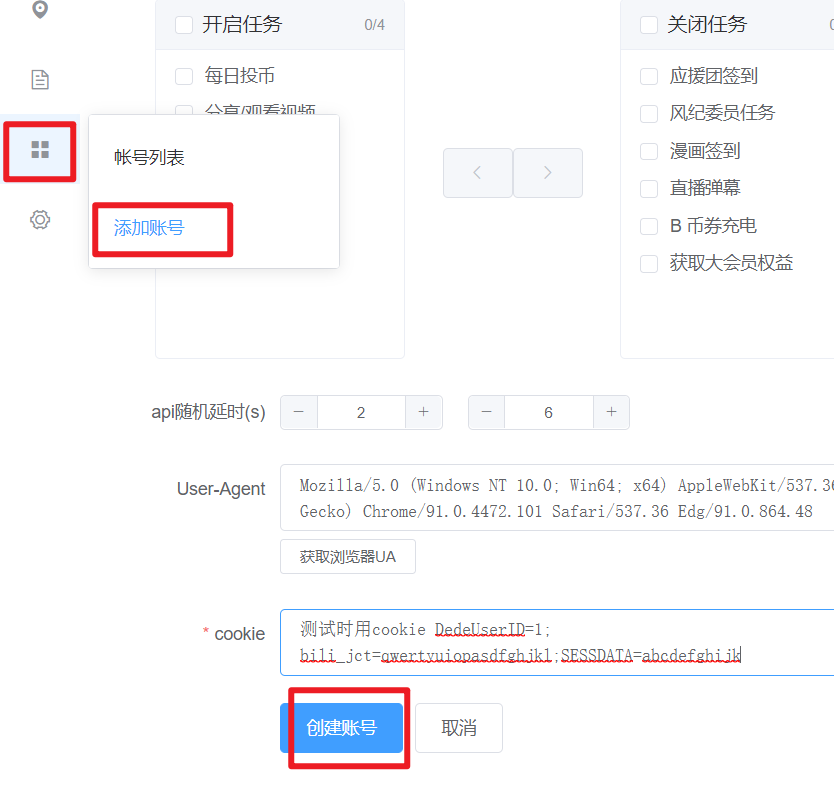 开启任务 0/4
每日投币
分享/观看视频
帐号列表
添加账号
关闭任务
应援团签到
风纪委员任务
漫画签到
直播弹幕
B 币券充电
获取大会员权益
api随机延时(s) − 2 + − 6 +
User-Agent
Mozilla/5.0 (Windows NT 10.0; Win64; x64) AppleWebKit/537.36
Gecko) Chrome/91.0.4472.101 Safari/537.36 Edg/91.0.864.48
获取浏览器UA
* cookie
测试时用cookie DedeUserID=1;
bili_jct=qwertyuiopasdfghjkl;SESSDATA=abcdefghijk
创建账号 取消